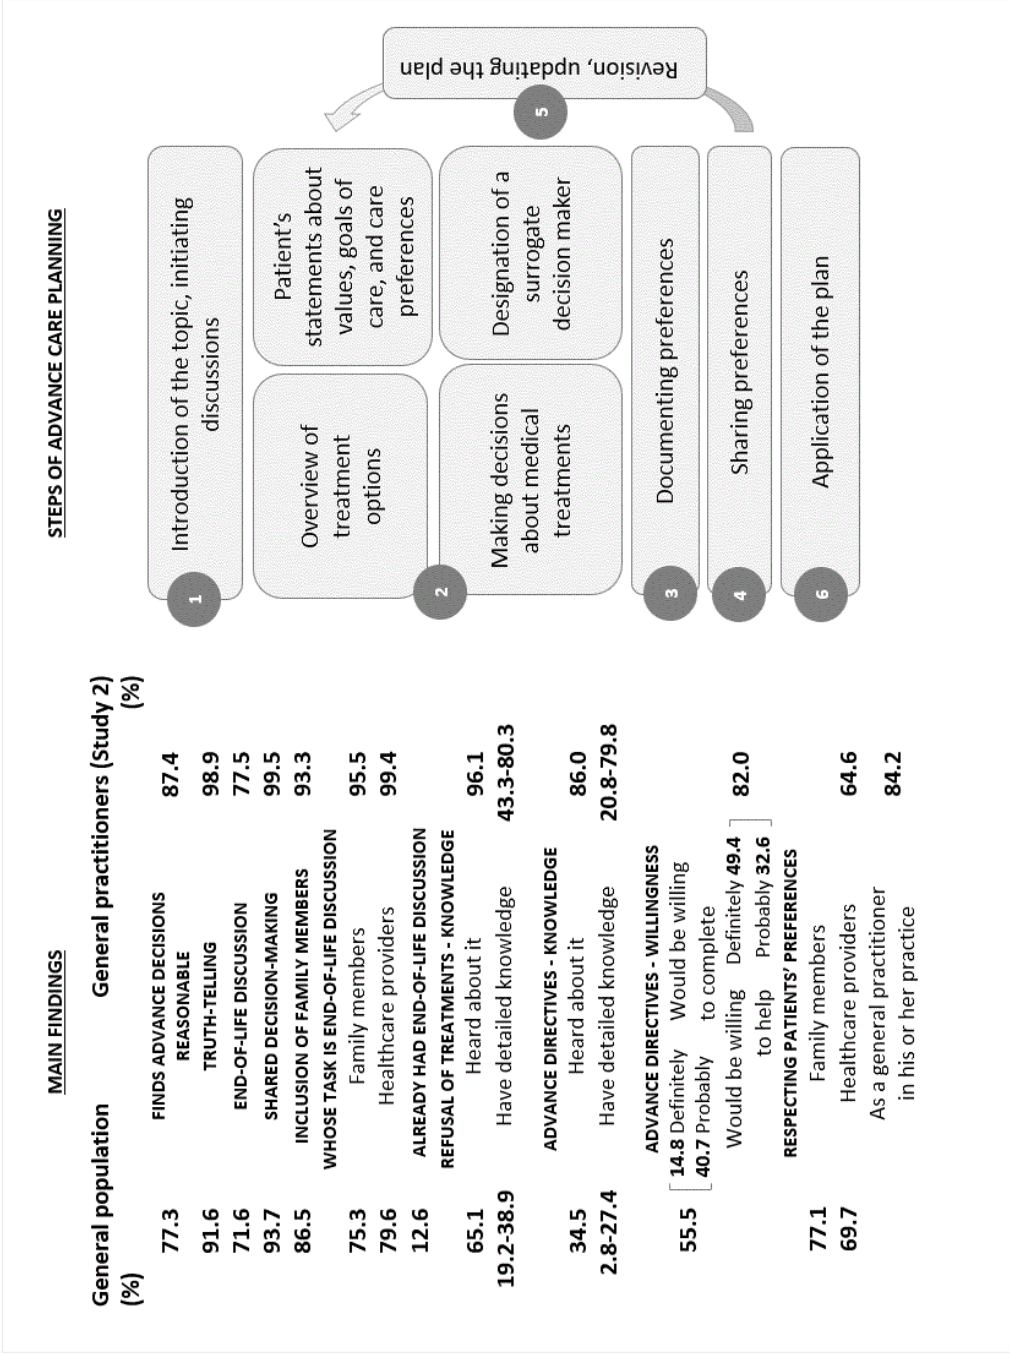 MAIN FINDINGS
General population
(%)
General practitioners (Study 2)
(%)
77.3 FINDS ADVANCE DECISIONS 87.4
REASONABLE
91.6 TRUTH-TELLING 98.9
71.6 END-OF-LIFE DISCUSSION 77.5
93.7 SHARED DECISION-MAKING 99.5
86.5 INCLUSION OF FAMILY MEMBERS 93.3
WHOSE TASK IS END-OF-LIFE DISCUSSION
75.3 Family members 95.5
79.6 Healthcare providers 99.4
12.6 ALREADY HAD END-OF-LIFE DISCUSSION
REFUSAL OF TREATMENTS - KNOWLEDGE
65.1 Heard about it 96.1
19.2-38.9 Have detailed knowledge 43.3-80.3
ADVANCE DIRECTIVES - KNOWLEDGE
34.5 Heard about it 86.0
2.8-27.4 Have detailed knowledge 20.8-79.8
ADVANCE DIRECTIVES - WILLINGNESS
55.5 14.8 Definitely Would be willing
40.7 Probably to complete
Would be willing Definitely 49.4 82.0
to help Probably 32.6
RESPECTING PATIENTS' PREFERENCES
77.1 Family members
69.7 Healthcare providers 64.6
As a general practitioner 84.2
in his or her practice
STEPS OF ADVANCE CARE PLANNING
1
Introduction of the topic, initiating
discussions
2
Overview of
treatment
options
Patient's
statements about
values, goals of
care, and care
preferences
Making decisions
about medical
treatments
Designation of a
surrogate
decision maker
3
Documenting preferences
4
Sharing preferences
5
Revision, updating the plan
6
Application of the plan